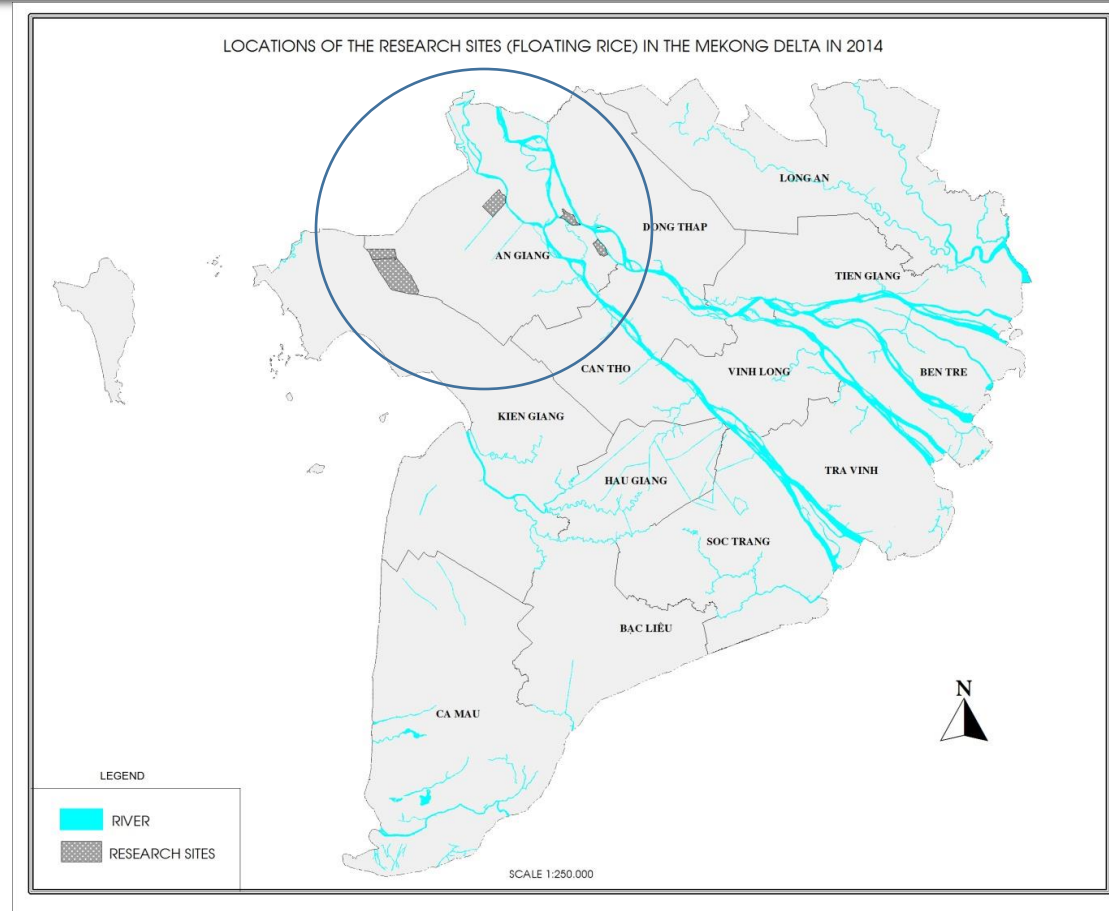 LOCATIONS OF THE RESEARCH SITES (FLOATING RICE) IN THE MEKONG DELTA IN 2014
LONG AN
DONG THAP
AN GIANG
TIEN GIANG
CAN THO
VINH LONG
BEN TRE
KIEN GIANG
TRA VINH
HAU GIANG
SOC TRANG
BẠC LIÊU
N
CA MAU
LEGEND
RIVER
RESEARCH SITES
SCALE 1:250.000